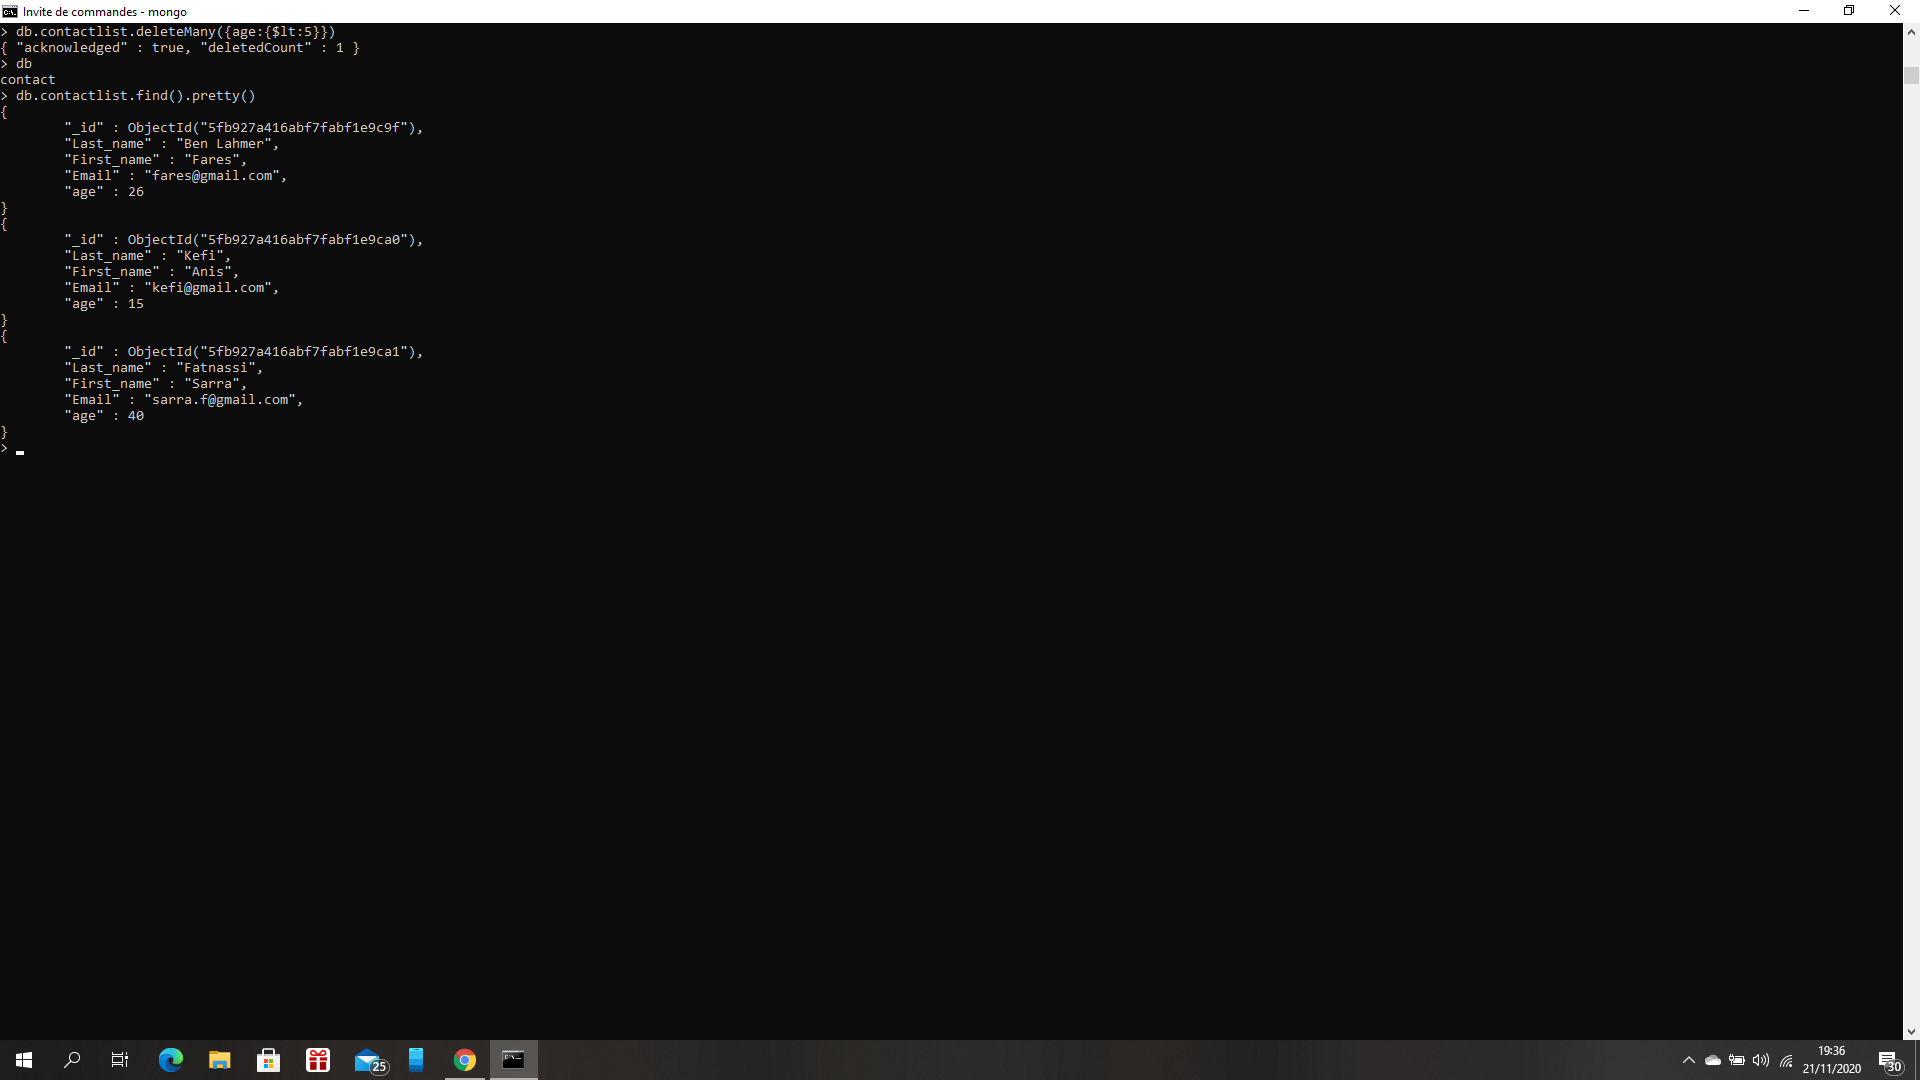 Invite de commandes - mongo
> db.contactlist.deleteMany({age:{$lt:5}})
{ "acknowledged" : true, "deletedCount" : 1 }
> db
contact
> db.contactlist.find().pretty()
{
        "_id" : ObjectId("5fb927a416abf7fabf1e9c9f"),
        "Last_name" : "Ben Lahmer",
        "First_name" : "Fares",
        "Email" : "fares@gmail.com",
        "age" : 26
}
{
        "_id" : ObjectId("5fb927a416abf7fabf1e9ca0"),
        "Last_name" : "Kefi",
        "First_name" : "Anis",
        "Email" : "kefi@gmail.com",
        "age" : 15
}
{
        "_id" : ObjectId("5fb927a416abf7fabf1e9ca1"),
        "Last_name" : "Fatnassi",
        "First_name" : "Sarra",
        "Email" : "sarra.f@gmail.com",
        "age" : 40
}
>
25
19:36
21/11/2020
30